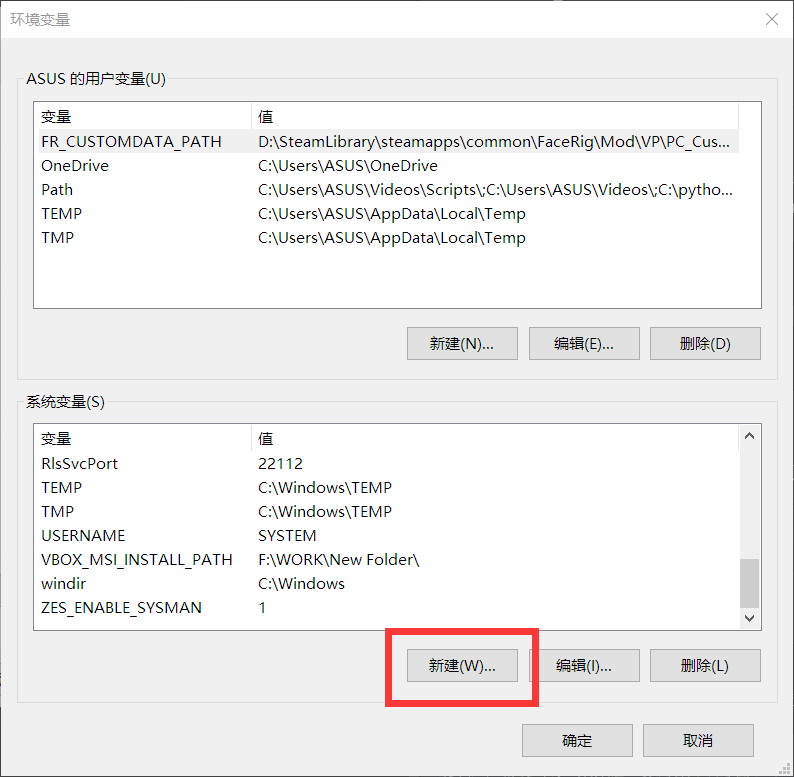 环境变量
ASUS 的用户变量(U)
变量 值
FR_CUSTOMDATA_PATH D:\SteamLibrary\steamapps\common\FaceRig\Mod\VP\PC_Cus...
OneDrive C:\Users\ASUS\OneDrive
Path C:\Users\ASUS\Videos\Scripts\;C:\Users\ASUS\Videos\;C:\pytho...
TEMP C:\Users\ASUS\AppData\Local\Temp
TMP C:\Users\ASUS\AppData\Local\Temp
新建(N)... 编辑(E)... 删除(D)
系统变量(S)
变量 值
RlsSvcPort 22112
TEMP C:\Windows\TEMP
TMP C:\Windows\TEMP
USERNAME SYSTEM
VBOX_MSI_INSTALL_PATH F:\WORK\New Folder\
windir C:\Windows
ZES_ENABLE_SYSMAN 1
新建(W)... 编辑(I)... 删除(L)
确定 取消